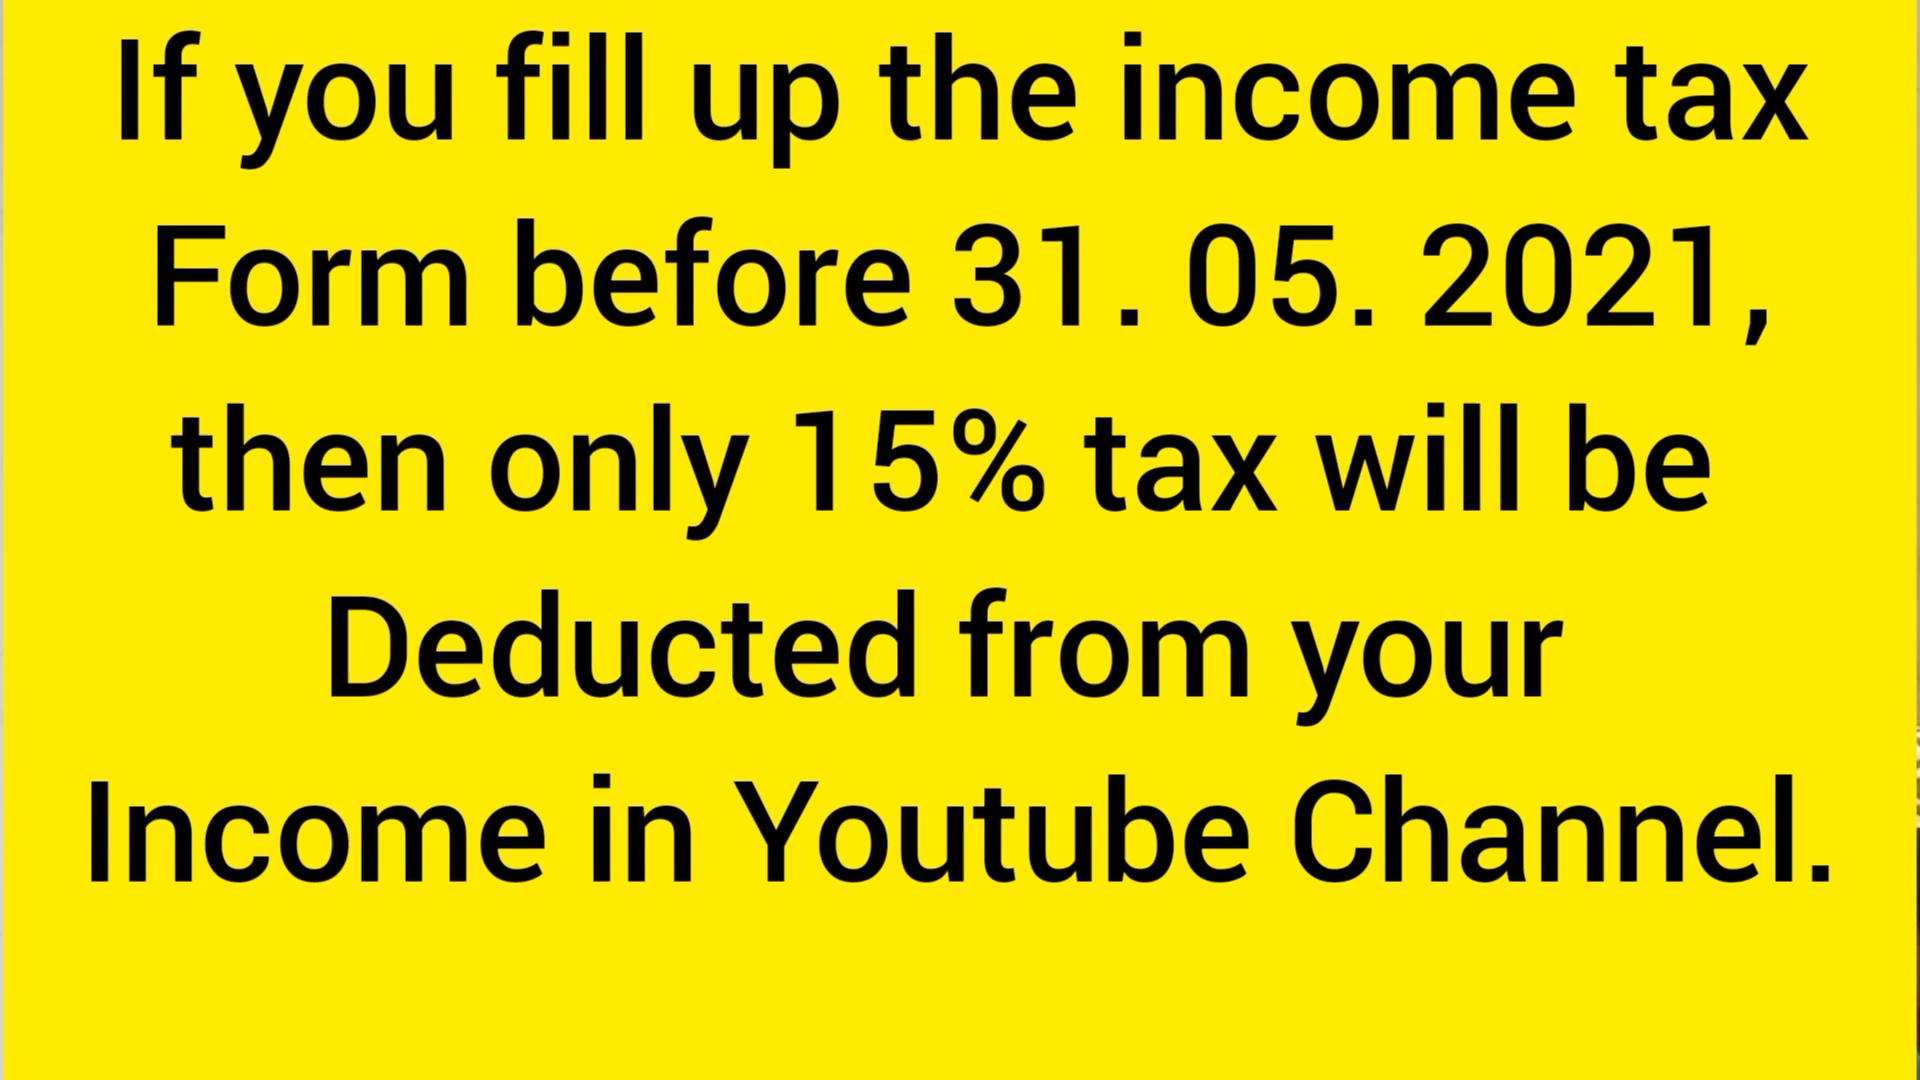 If you fill up the income tax
Form before 31. 05. 2021,
then only 15% tax will be
Deducted from your
Income in Youtube Channel.